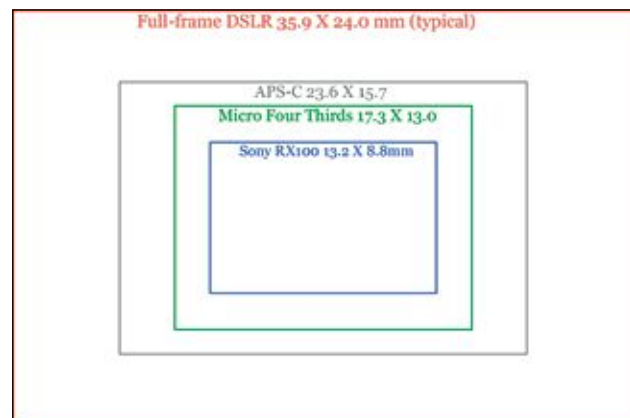 Full-frame DSLR 35.9 X 24.0 mm (typical)
APS-C 23.6 X 15.7
Micro Four Thirds 17.3 X 13.0
Sony RX100 13.2 X 8.8mm